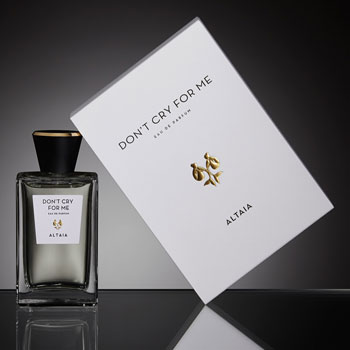 DON'T CRY FOR ME
EAU DE PARFUM
ALTAIA
DON'T CRY
FOR ME
EAU DE PARFUM
ALTAIA